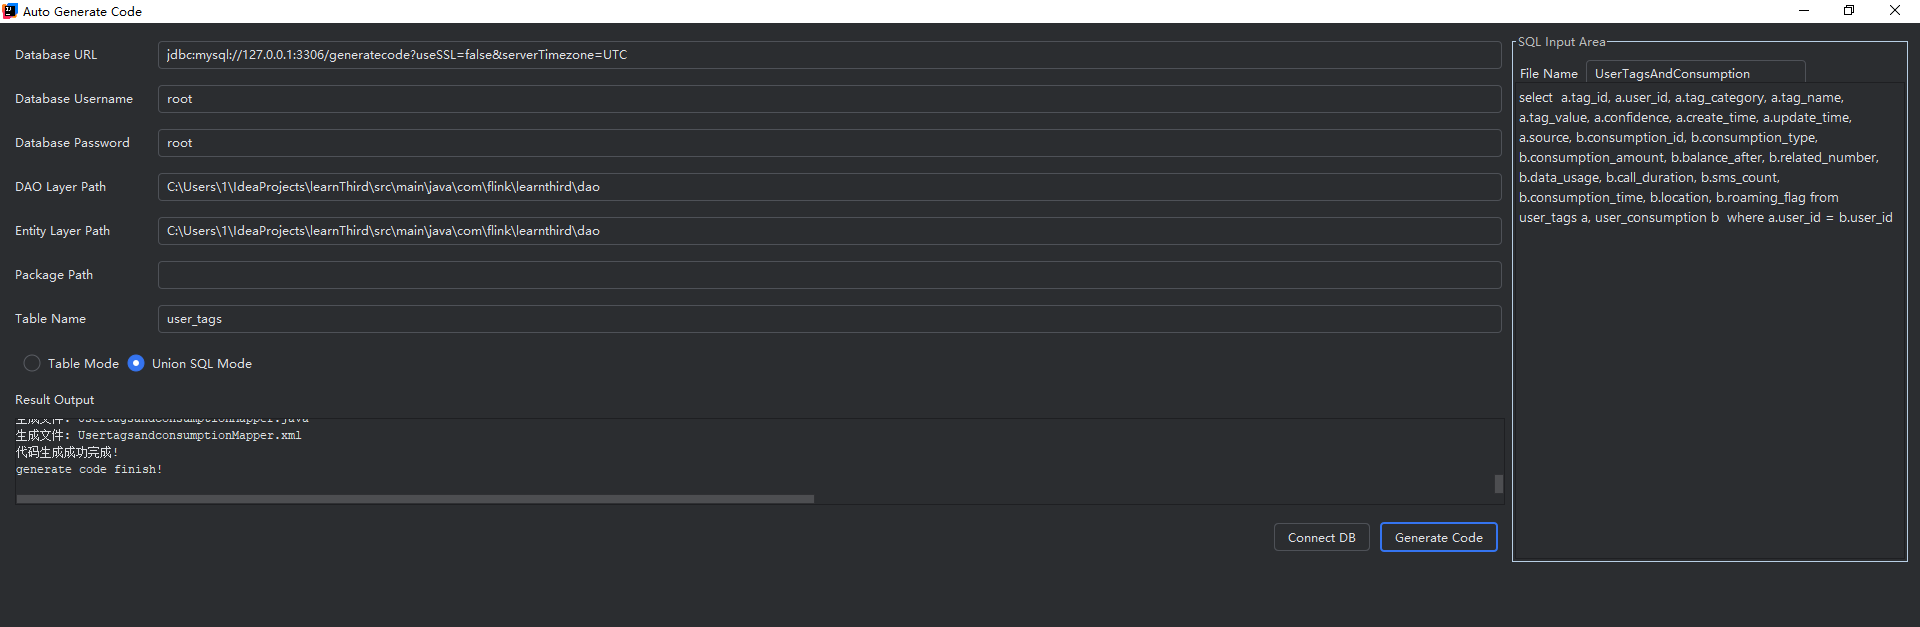 Auto Generate Code
Database URL
jdbc:mysql://127.0.0.1:3306/generatecode?useSSL=false&serverTimezone=UTC
Database Username
root
Database Password
root
DAO Layer Path
C:\Users\1\IdeaProjects\learnThird\src\main\java\com\flink\learnthird\dao
Entity Layer Path
C:\Users\1\IdeaProjects\learnThird\src\main\java\com\flink\learnthird\dao
Package Path
Table Name
user_tags
Table Mode
Union SQL Mode
Result Output
生成文件: UsertagsandconsumptionMapper.java
生成文件: UsertagsandconsumptionMapper.xml
代码生成成功完成!
generate code finish!
Connect DB
Generate Code
SQL Input Area
File Name
UserTagsAndConsumption
select  a.tag_id, a.user_id, a.tag_category, a.tag_name,
a.tag_value, a.confidence, a.create_time, a.update_time,
a.source, b.consumption_id, b.consumption_type,
b.consumption_amount, b.balance_after, b.related_number,
b.data_usage, b.call_duration, b.sms_count,
b.consumption_time, b.location, b.roaming_flag from
user_tags a, user_consumption b  where a.user_id = b.user_id